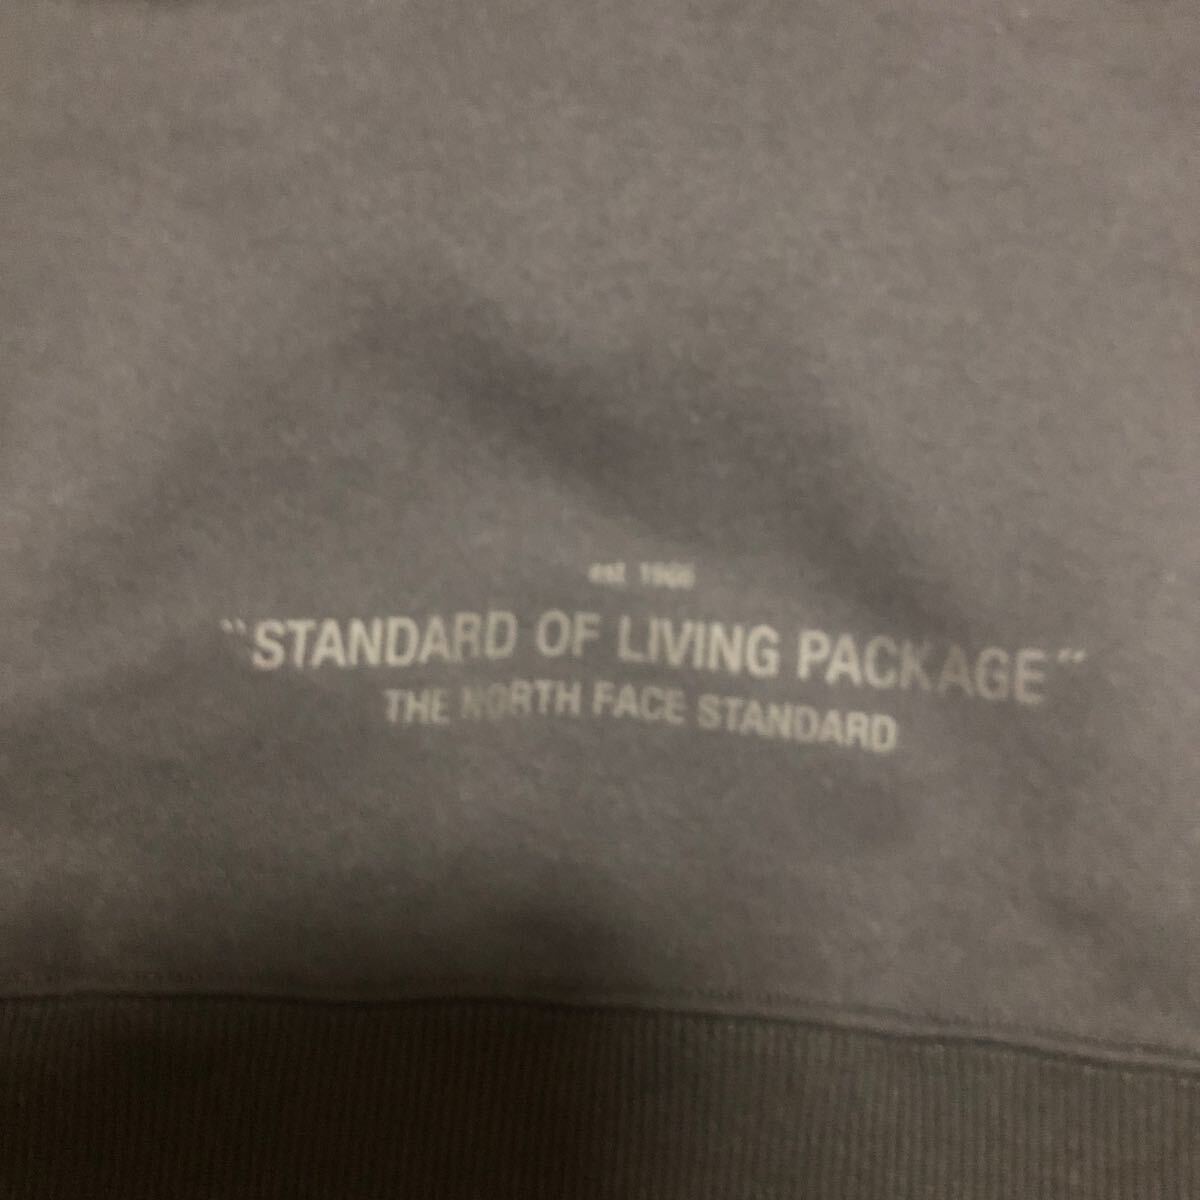 est. 1966
"STANDARD OF LIVING PACKAGE"
THE NORTH FACE STANDARD